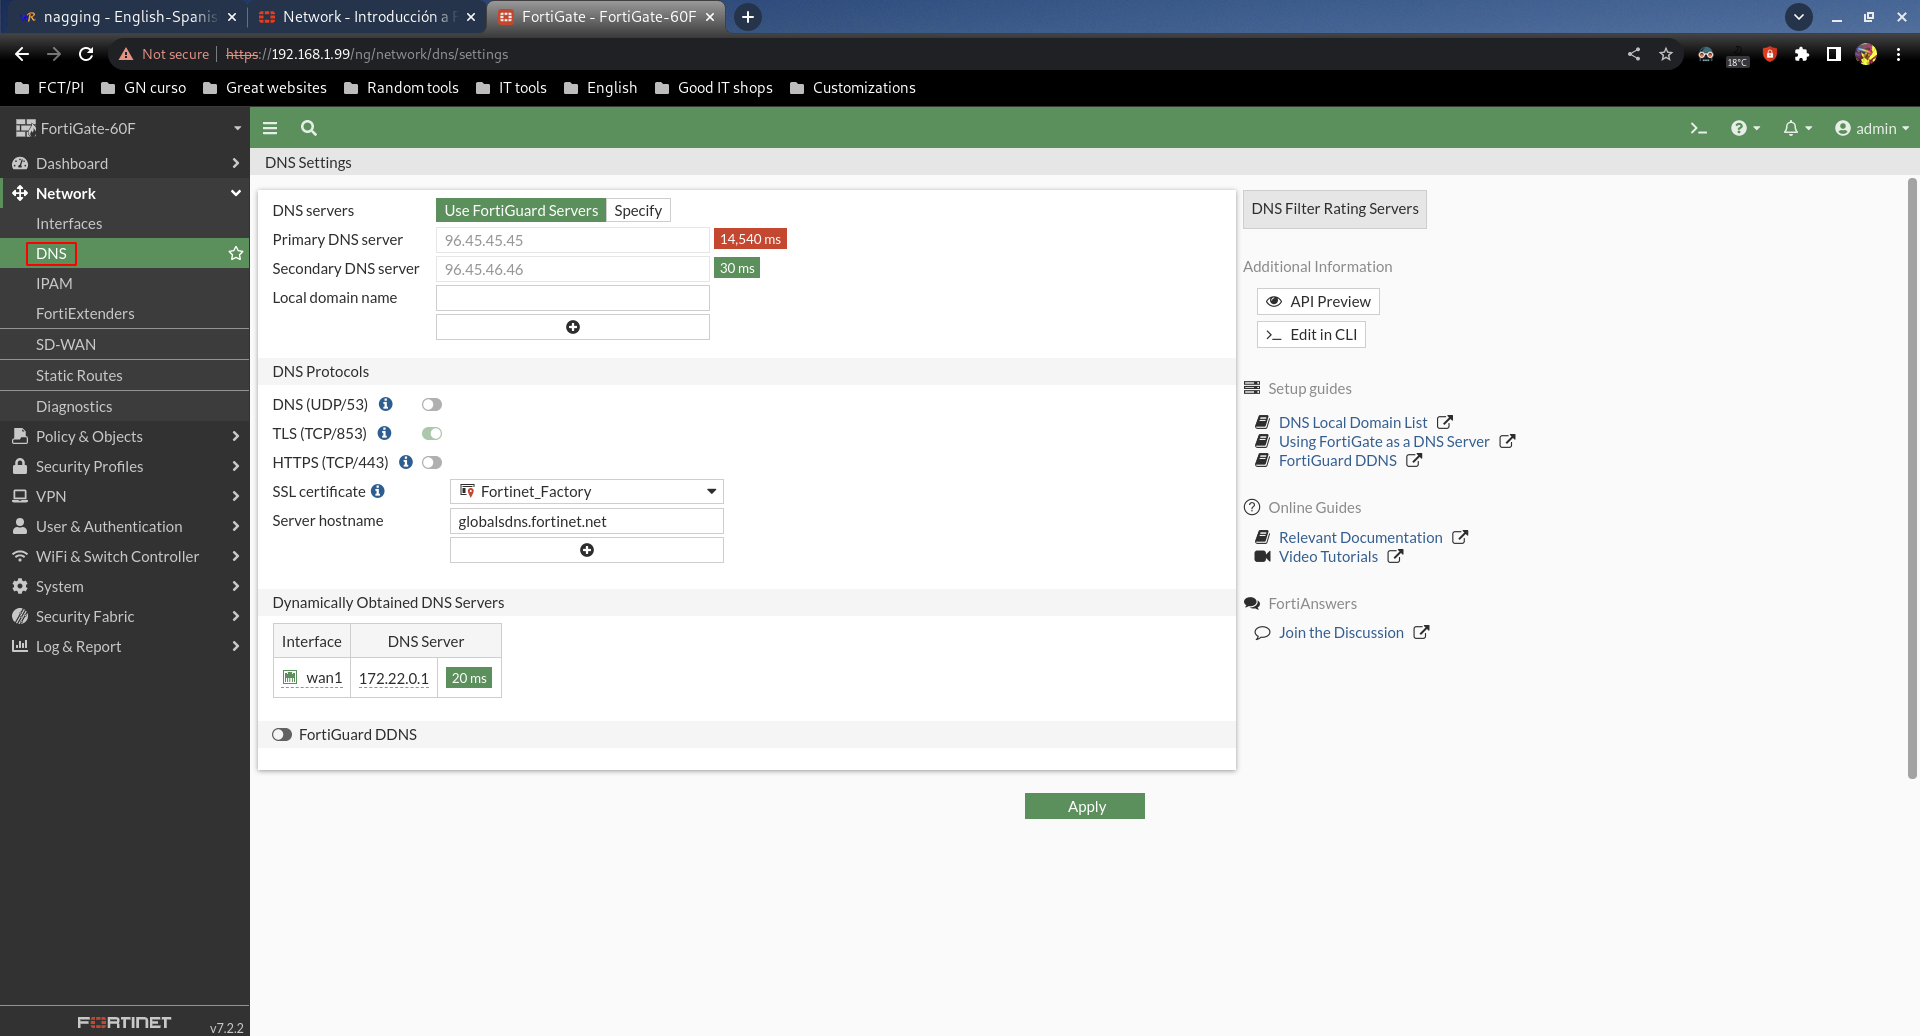 nagging - English-Spanis
Network - Introducción a F
FortiGate - FortiGate-60F
Not secure
https://192.168.1.99/ng/network/dns/settings
18°C
FCT/PI
GN curso
Great websites
Random tools
IT tools
English
Good IT shops
Customizations
FortiGate-60F
admin
Dashboard
Network
Interfaces
DNS
IPAM
FortiExtenders
SD-WAN
Static Routes
Diagnostics
Policy & Objects
Security Profiles
VPN
User & Authentication
WiFi & Switch Controller
System
Security Fabric
Log & Report
FORTINET
v7.2.2
DNS Settings
DNS servers
Use FortiGuard Servers
Specify
Primary DNS server
96.45.45.45
14,540 ms
Secondary DNS server
96.45.46.46
30 ms
Local domain name
DNS Protocols
DNS (UDP/53)
TLS (TCP/853)
HTTPS (TCP/443)
SSL certificate
Fortinet_Factory
Server hostname
globalsdns.fortinet.net
Dynamically Obtained DNS Servers
Interface
DNS Server
wan1
172.22.0.1
20 ms
FortiGuard DDNS
Apply
DNS Filter Rating Servers
Additional Information
API Preview
Edit in CLI
Setup guides
DNS Local Domain List
Using FortiGate as a DNS Server
FortiGuard DDNS
Online Guides
Relevant Documentation
Video Tutorials
FortiAnswers
Join the Discussion